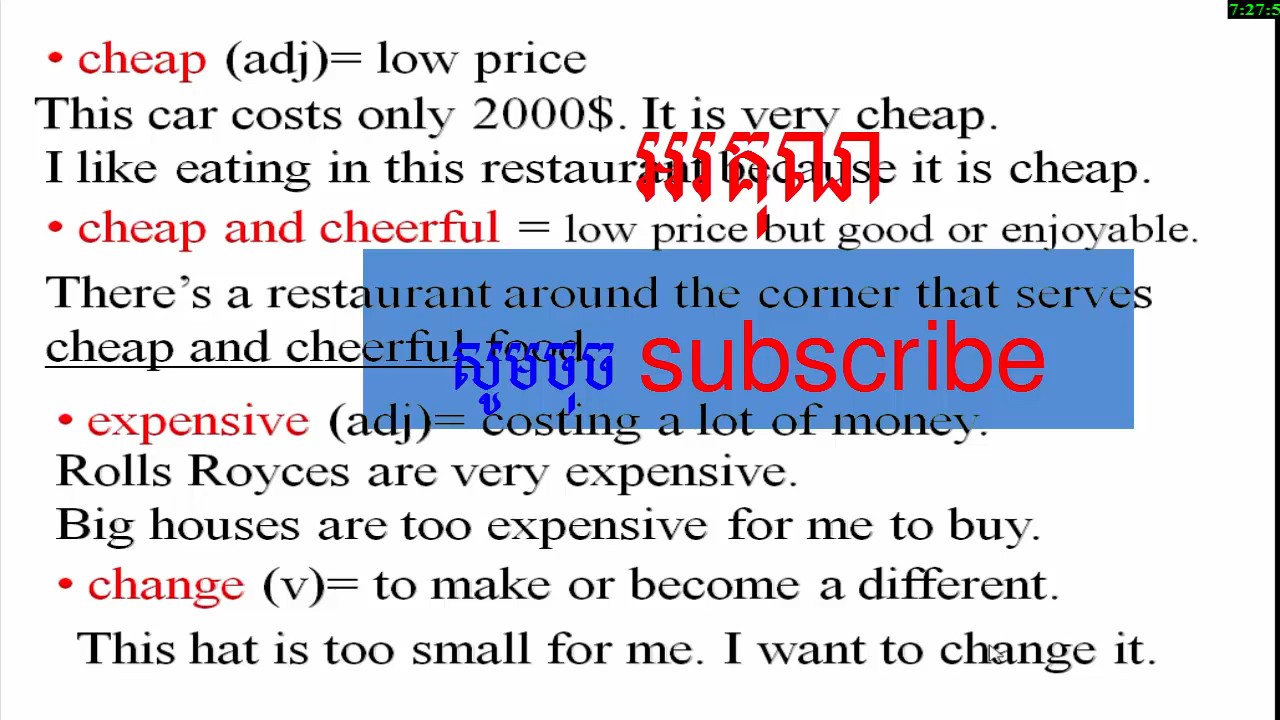 7:27:5
• cheap (adj)= low price
This car costs only 2000$. It is very cheap.
I like eating in this restaurant because it is cheap.
អរគុណ
• cheap and cheerful = low price but good or enjoyable.
There’s a restaurant around the corner that serves
cheap and cheerful food.
សូមចុច subscribe
• expensive (adj)= costing a lot of money.
Rolls Royces are very expensive.
Big houses are too expensive for me to buy.
• change (v)= to make or become a different.
This hat is too small for me. I want to change it.